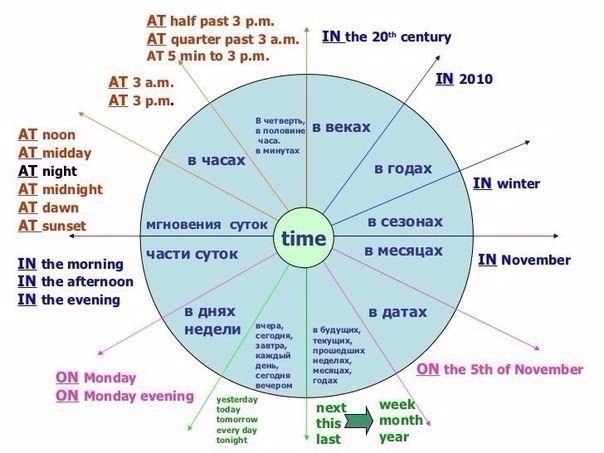 AT half past 3 p.m.
AT quarter past 3 a.m.
AT 5 min to 3 p.m.
IN the 20th century
IN 2010
AT 3 a.m.
AT 3 p.m.
В четверть,
в половине
часа.
в минутах
в веках
AT noon
AT midday
AT night
AT midnight
AT dawn
AT sunset
в часах
в годах
IN winter
мгновения суток
в сезонах
time
части суток
в месяцах
IN the morning
IN the afternoon
IN the evening
IN November
в днях
недели
в датах
вчера,
сегодня,
завтра,
каждый
день,
сегодня
вечером
в будущих,
текущих,
прошедших
неделях,
месяцах,
годах
ON Monday
ON Monday evening
ON the 5th of November
yesterday
today
tomorrow
every day
tonight
next
this
last
week
month
year